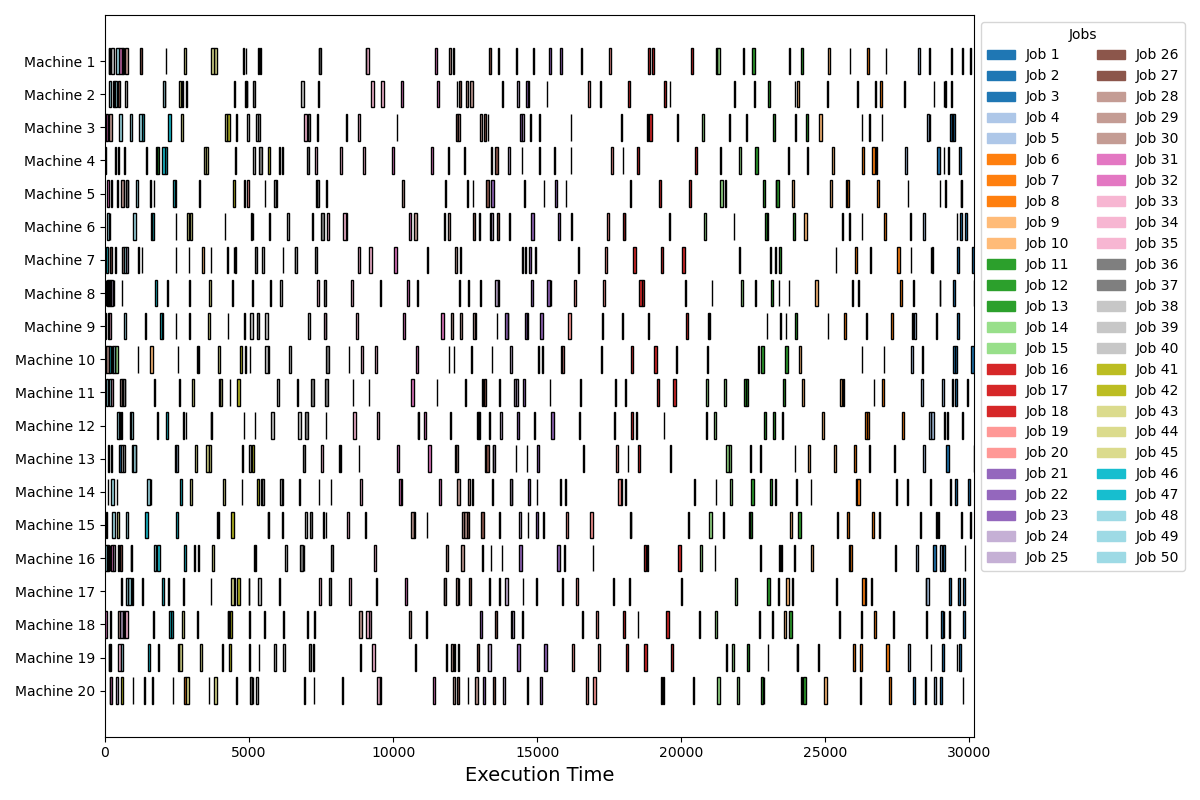 Machine 1
Machine 2
Machine 3
Machine 4
Machine 5
Machine 6
Machine 7
Machine 8
Machine 9
Machine 10
Machine 11
Machine 12
Machine 13
Machine 14
Machine 15
Machine 16
Machine 17
Machine 18
Machine 19
Machine 20
0 5000 10000 15000 20000 25000 30000
Execution Time
Jobs
Job 1
Job 2
Job 3
Job 4
Job 5
Job 6
Job 7
Job 8
Job 9
Job 10
Job 11
Job 12
Job 13
Job 14
Job 15
Job 16
Job 17
Job 18
Job 19
Job 20
Job 21
Job 22
Job 23
Job 24
Job 25
Job 26
Job 27
Job 28
Job 29
Job 30
Job 31
Job 32
Job 33
Job 34
Job 35
Job 36
Job 37
Job 38
Job 39
Job 40
Job 41
Job 42
Job 43
Job 44
Job 45
Job 46
Job 47
Job 48
Job 49
Job 50